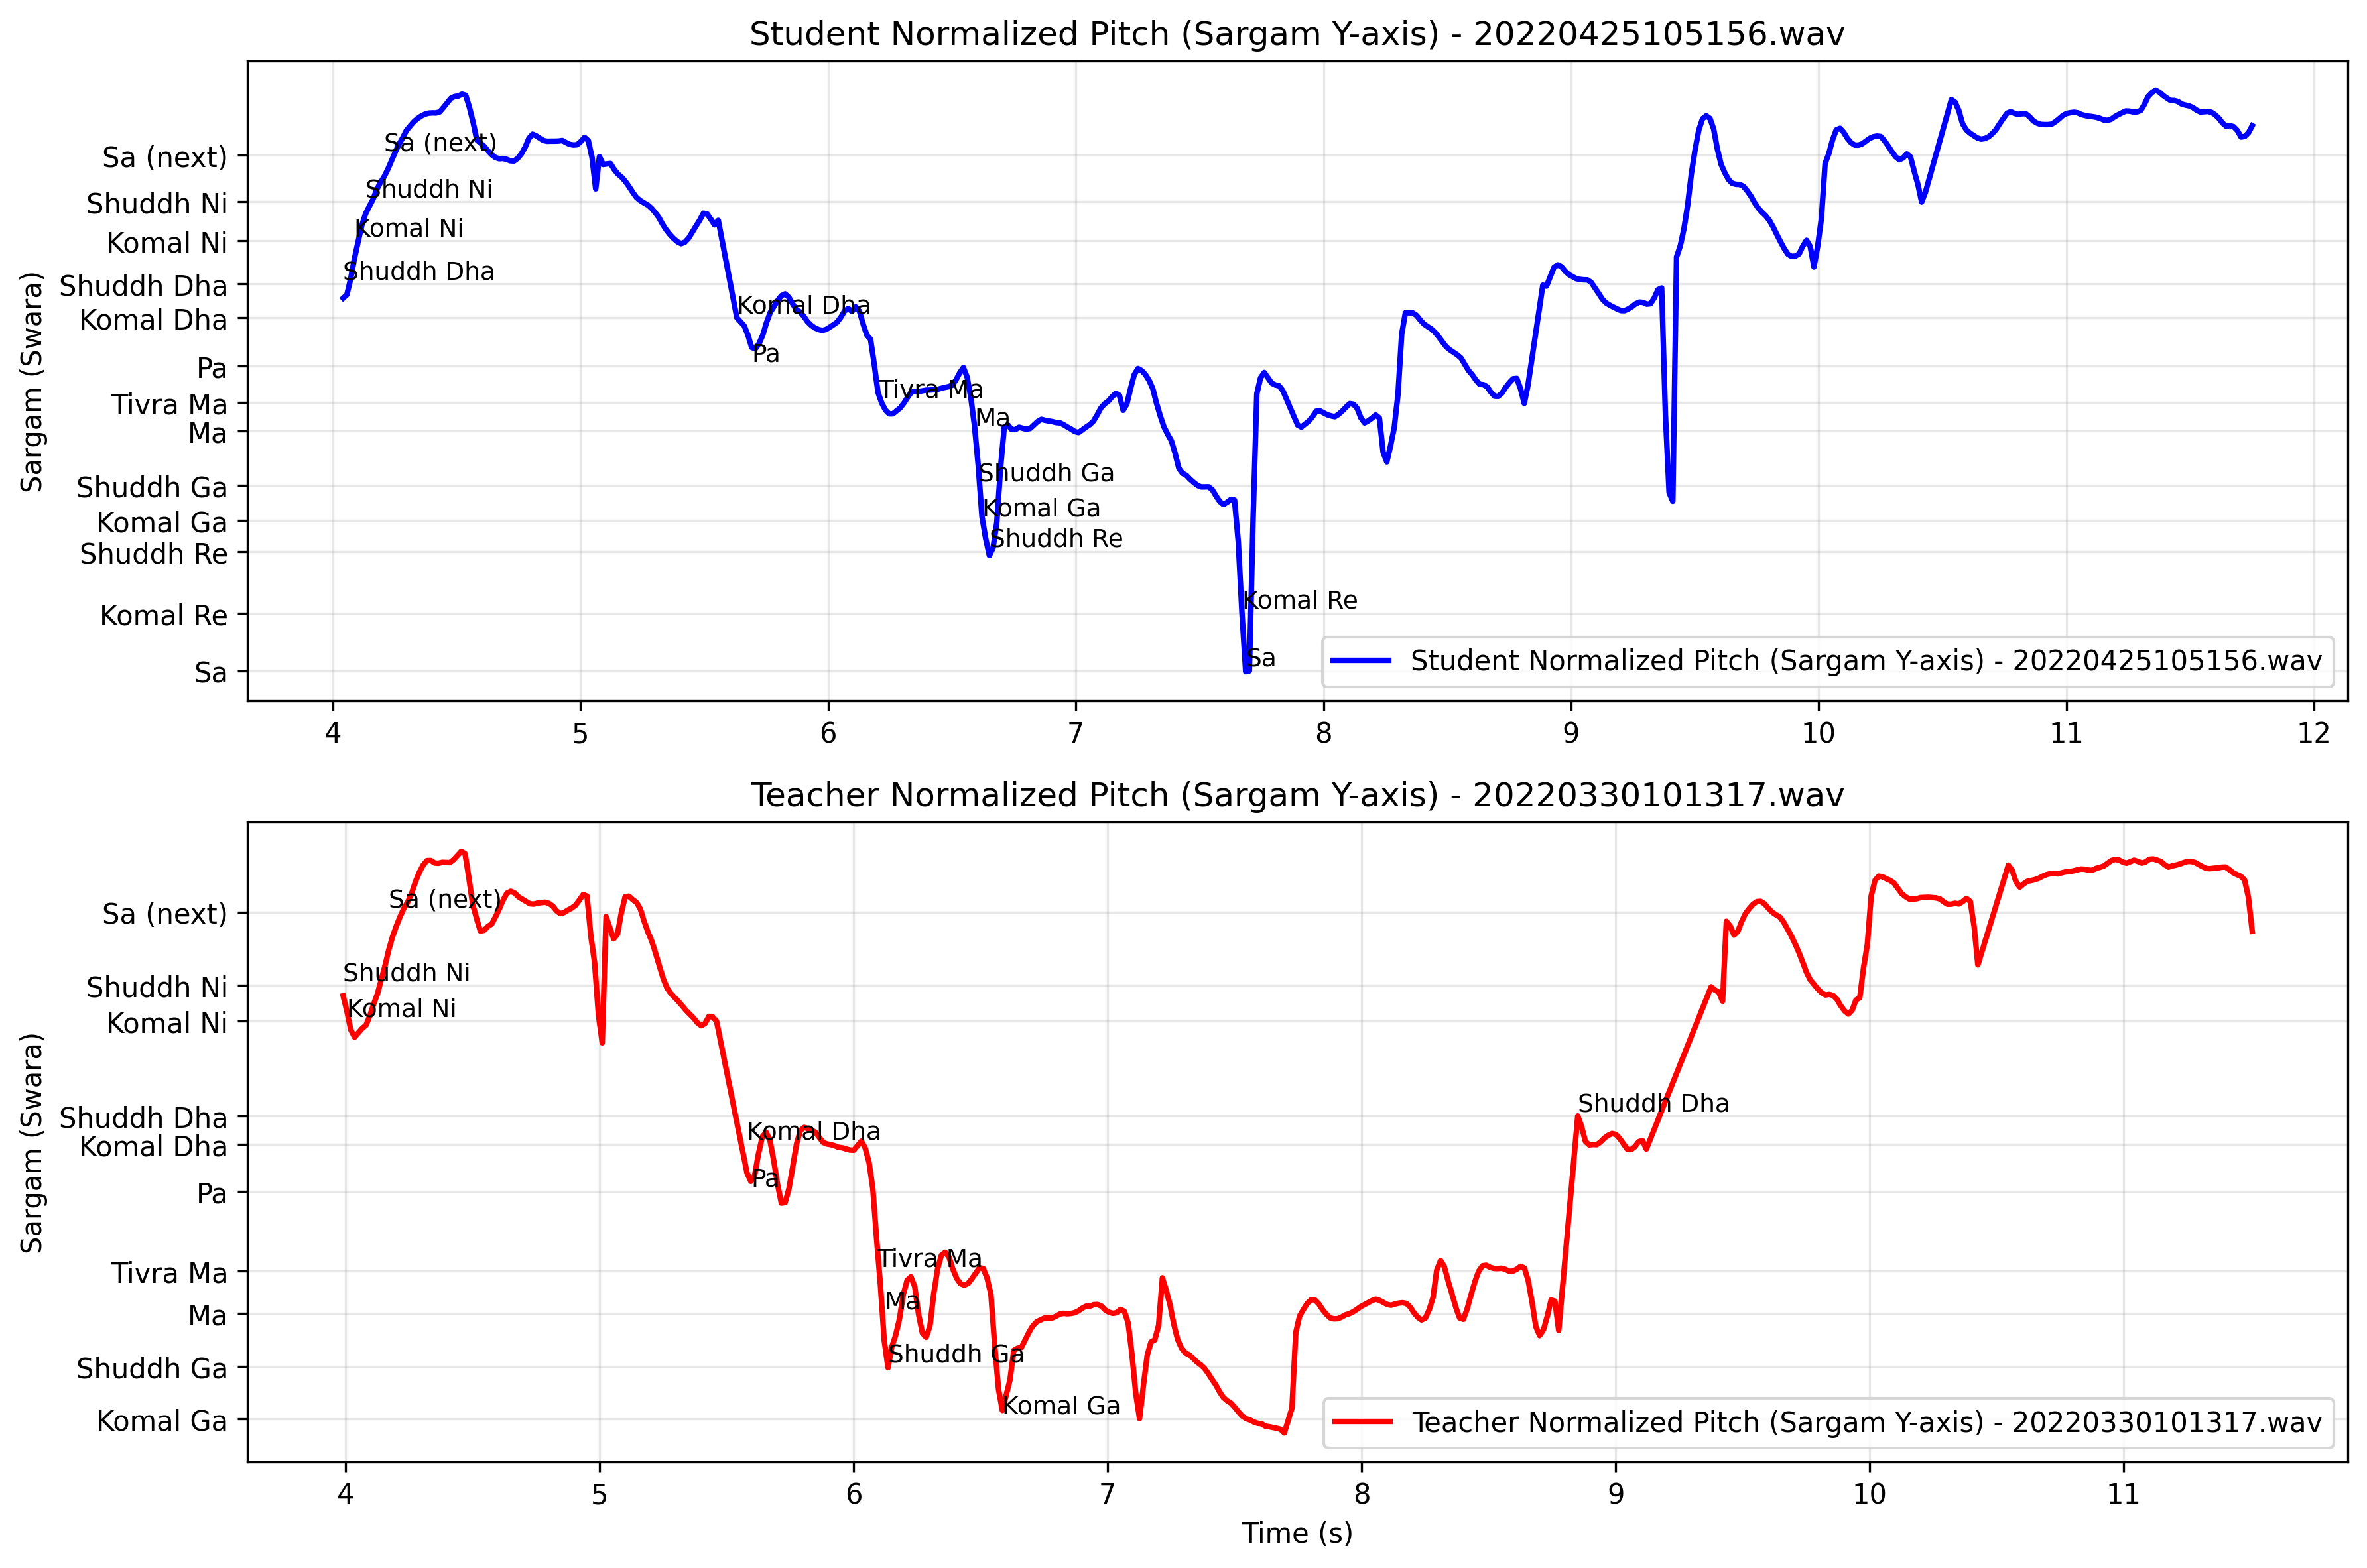 Student Normalized Pitch (Sargam Y-axis) - 20220425105156.wav
Sargam (Swara)
Sa (next)
Shuddh Ni
Komal Ni
Shuddh Dha
Komal Dha
Pa
Tivra Ma
Ma
Shuddh Ga
Komal Ga
Shuddh Re
Komal Re
Sa
Sa (next)
Shuddh Ni
Komal Ni
Shuddh Dha
Komal Dha
Pa
Tivra Ma
Ma
Shuddh Ga
Komal Ga
Shuddh Re
Komal Re
Sa
Student Normalized Pitch (Sargam Y-axis) - 20220425105156.wav
4 5 6 7 8 9 10 11 12
Teacher Normalized Pitch (Sargam Y-axis) - 20220330101317.wav
Sargam (Swara)
Sa (next)
Shuddh Ni
Komal Ni
Shuddh Dha
Komal Dha
Pa
Tivra Ma
Ma
Shuddh Ga
Komal Ga
Sa (next)
Shuddh Ni
Komal Ni
Shuddh Dha
Komal Dha
Pa
Tivra Ma
Ma
Shuddh Ga
Komal Ga
Teacher Normalized Pitch (Sargam Y-axis) - 20220330101317.wav
4 5 6 7 8 9 10 11
Time (s)